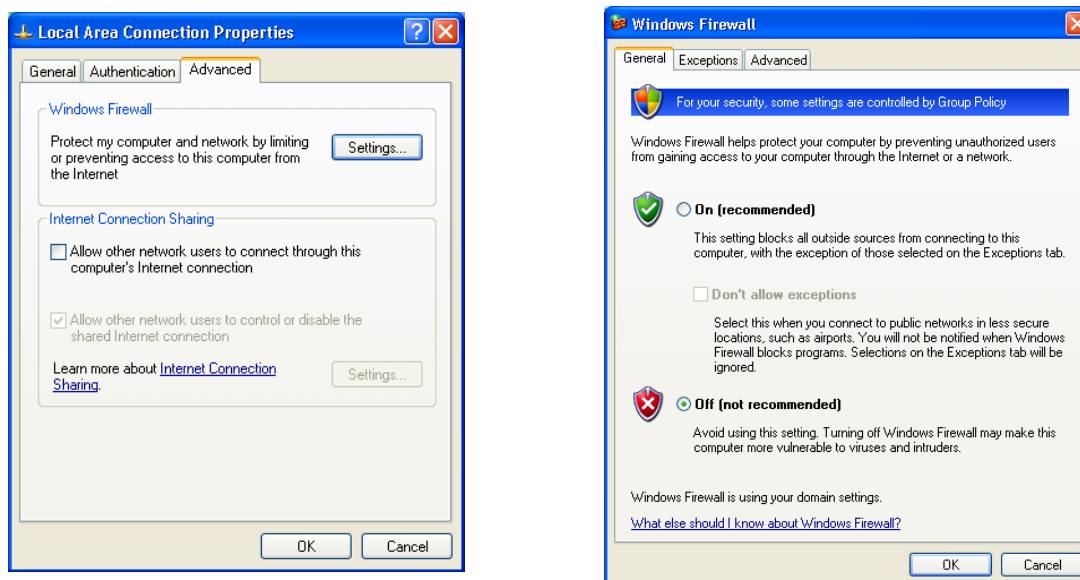 Local Area Connection Properties
General Authentication Advanced
Windows Firewall
Protect my computer and network by limiting
or preventing access to this computer from
the Internet
Settings...
Internet Connection Sharing
Allow other network users to connect through this
computer's Internet connection
Allow other network users to control or disable the
shared Internet connection
Learn more about Internet Connection
Sharing.
Settings...
OK Cancel
Windows Firewall
General Exceptions Advanced
For your security, some settings are controlled by Group Policy
Windows Firewall helps protect your computer by preventing unauthorized users
from gaining access to your computer through the Internet or a network.
On (recommended)
This setting blocks all outside sources from connecting to this
computer, with the exception of those selected on the Exceptions tab.
Don't allow exceptions
Select this when you connect to public networks in less secure
locations, such as airports. You will not be notified when Windows
Firewall blocks programs. Selections on the Exceptions tab will be
ignored.
Off (not recommended)
Avoid using this setting. Turning off Windows Firewall may make this
computer more vulnerable to viruses and intruders.
Windows Firewall is using your domain settings.
What else should I know about Windows Firewall?
OK Cancel